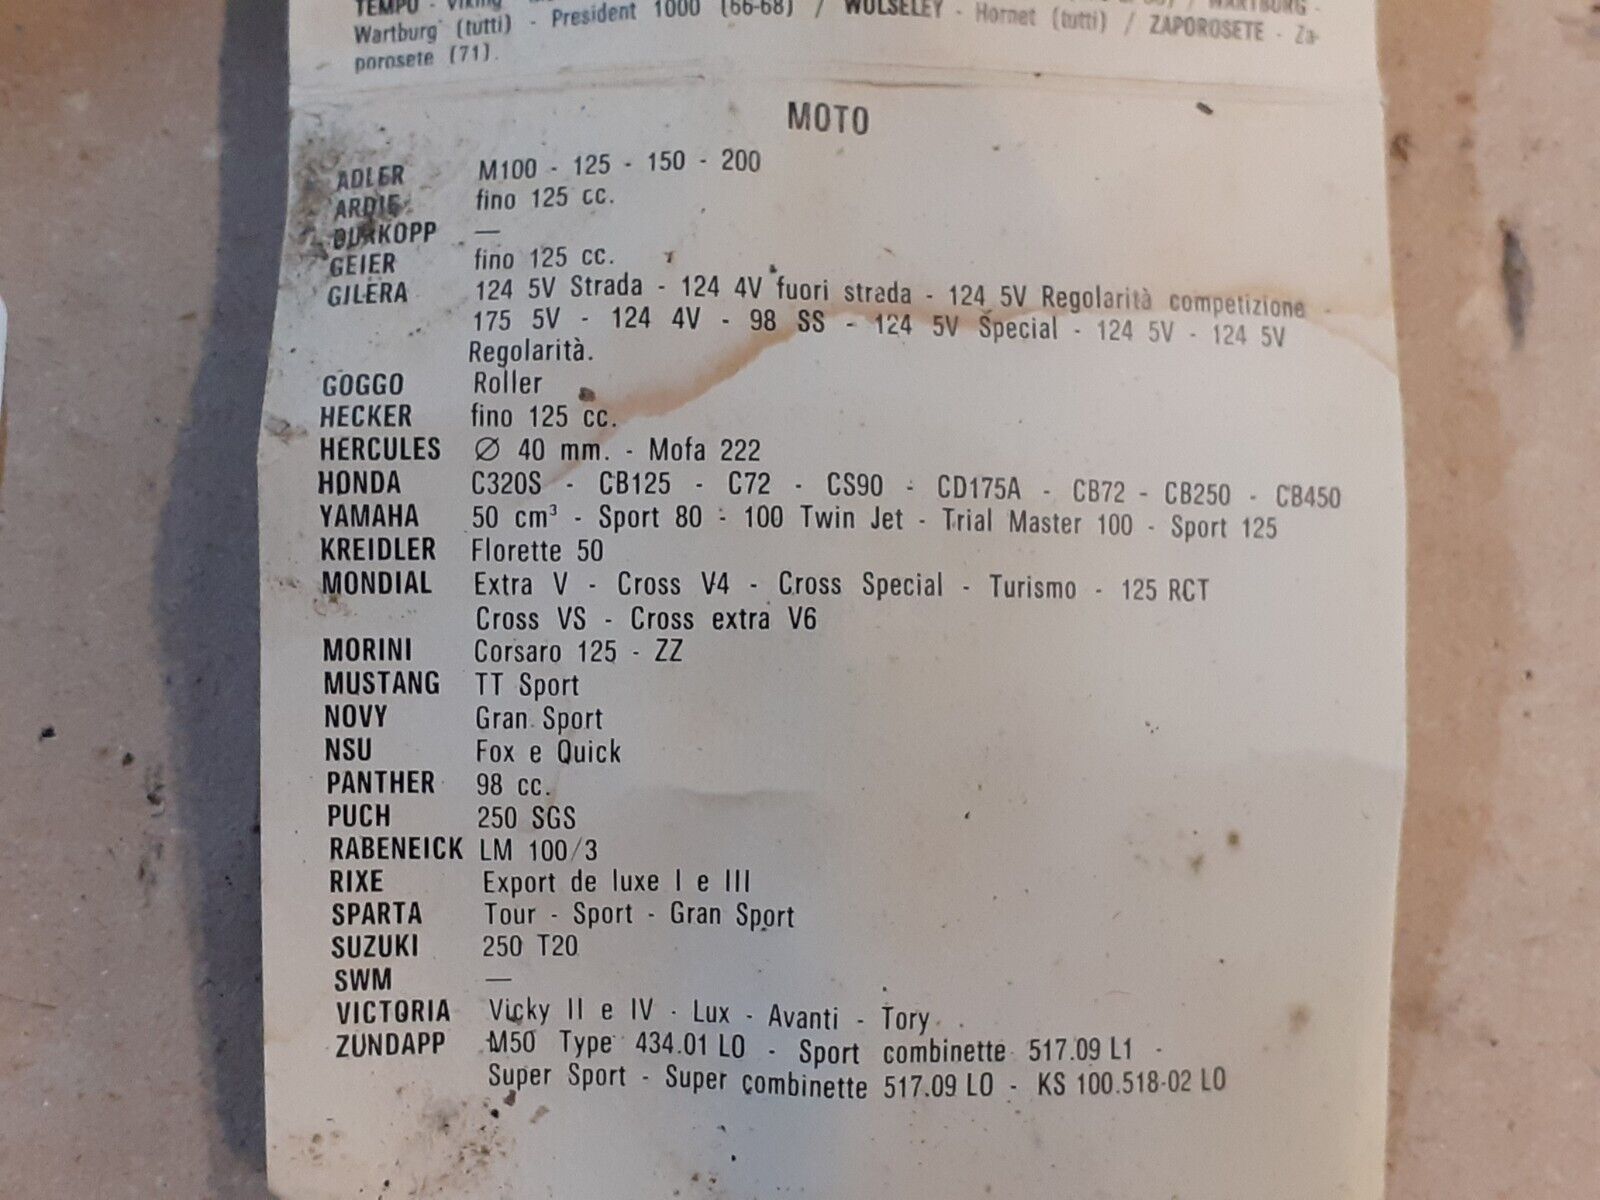 TEMPO - Viking
WARTBURG -
Wartburg (tutti) - President 1000 (66-68) / WOLSELEY - Hornet (tutti) / ZAPOROSETE - Za-
porosete (71).
MOTO
ADLER M100 - 125 - 150 - 200
ARDIE fino 125 cc.
DURKOPP —
GEIER fino 125 cc.
GILERA 124 5V Strada - 124 4V fuori strada - 124 5V Regolarità competizione -
175 5V - 124 4V - 98 SS - 124 5V Special - 124 5V - 124 5V
Regolarità.
GOGGO Roller
HECKER fino 125 cc.
HERCULES ∅ 40 mm. - Mofa 222
HONDA C320S - CB125 - C72 - CS90 - CD175A - CB72 - CB250 - CB450
YAMAHA 50 cm³ - Sport 80 - 100 Twin Jet - Trial Master 100 - Sport 125
KREIDLER Florette 50
MONDIAL Extra V - Cross V4 - Cross Special - Turismo - 125 RCT
Cross VS - Cross extra V6
MORINI Corsaro 125 - ZZ
MUSTANG TT Sport
NOVY Gran Sport
NSU Fox e Quick
PANTHER 98 cc.
PUCH 250 SGS
RABENEICK LM 100/3
RIXE Export de luxe I e III
SPARTA Tour - Sport - Gran Sport
SUZUKI 250 T20
SWM —
VICTORIA Vicky II e IV - Lux - Avanti - Tory
ZUNDAPP M50 Type 434.01 LO - Sport combinette 517.09 L1 -
Super Sport - Super combinette 517.09 LO - KS 100.518-02 LO